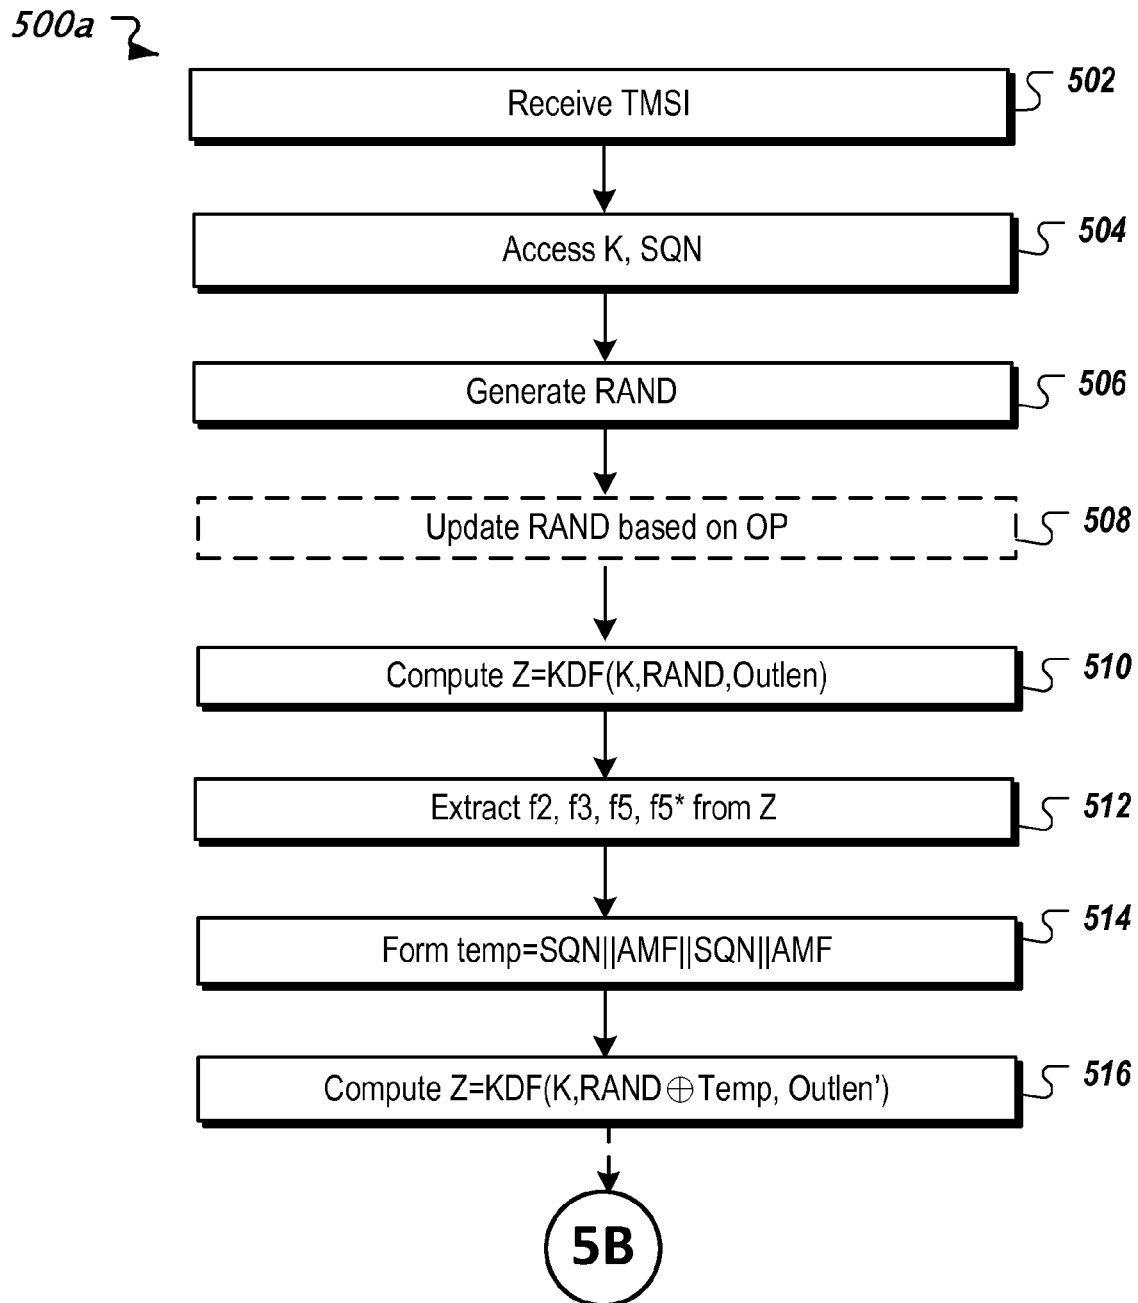 500a
Receive TMSI
502
Access K, SQN
504
Generate RAND
506
Update RAND based on OP
508
Compute Z=KDF(K,RAND,Outlen)
510
Extract f2, f3, f5, f5* from Z
512
Form temp=SQN||AMF||SQN||AMF
514
Compute Z=KDF(K,RAND⊕Temp, Outlen’)
516
5B